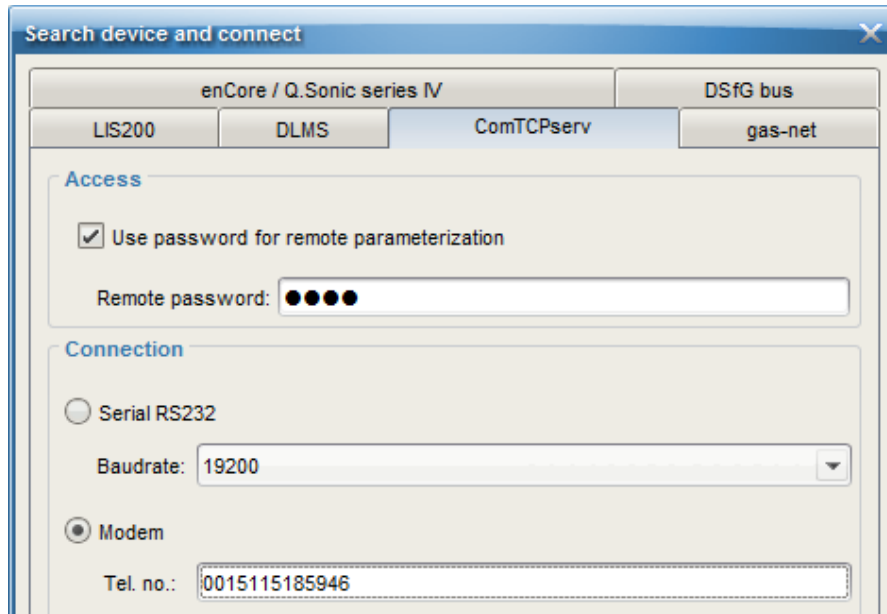 Search device and connect
enCore / Q.Sonic series IV DSfG bus
LIS200 DLMS ComTCPserv gas-net
Access
Use password for remote parameterization
Remote password: ●●●●
Connection
Serial RS232
Baudrate: 19200
Modem
Tel. no.: 0015115185946